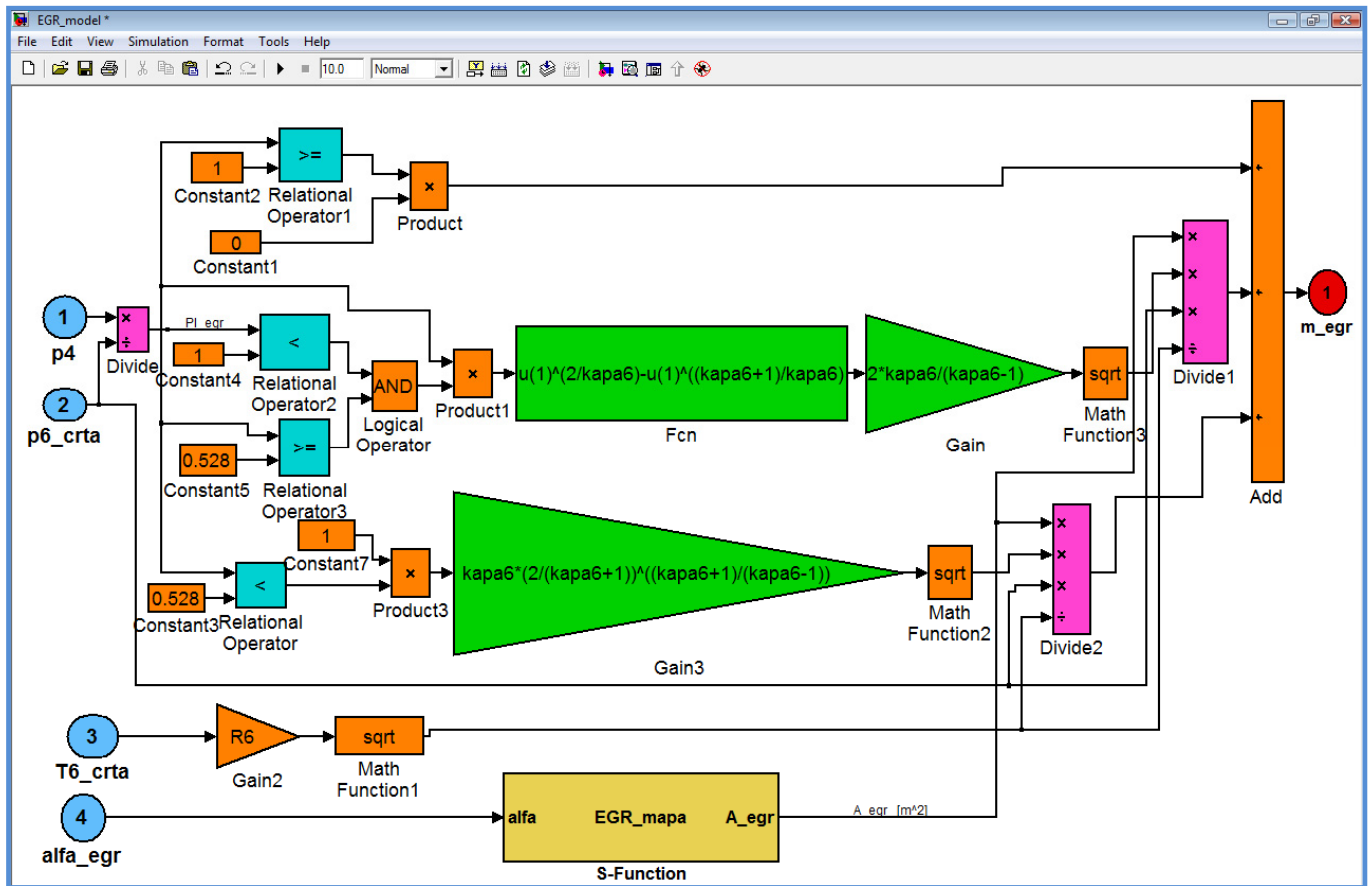 EGR_model *
File Edit View Simulation Format Tools Help
10.0 Normal
>=
1
Constant2
Relational
Operator1
×
Product
0
Constant1
1
p4
×
÷
Divide
PI_egr
2
p6_crta
1
Constant4
<
Relational
Operator2
AND
Logical
Operator
×
Product1
u(1)^(2/kapa6)-u(1)^((kapa6+1)/kapa6)
Fcn
2*kapa6/(kapa6-1)
Gain
sqrt
Math
Function3
×
×
×
÷
Divide1
+
+
+
Add
1
m_egr
0.528
Constant5
>=
Relational
Operator3
1
Constant7
0.528
Constant3
<
Relational
Operator
×
Product3
kapa6*(2/(kapa6+1))^((kapa6+1)/(kapa6-1))
Gain3
sqrt
Math
Function2
×
×
×
÷
Divide2
3
T6_crta
R6
Gain2
sqrt
Math
Function1
4
alfa_egr
alfa EGR_mapa A_egr
S-Function
A_egr [m^2]